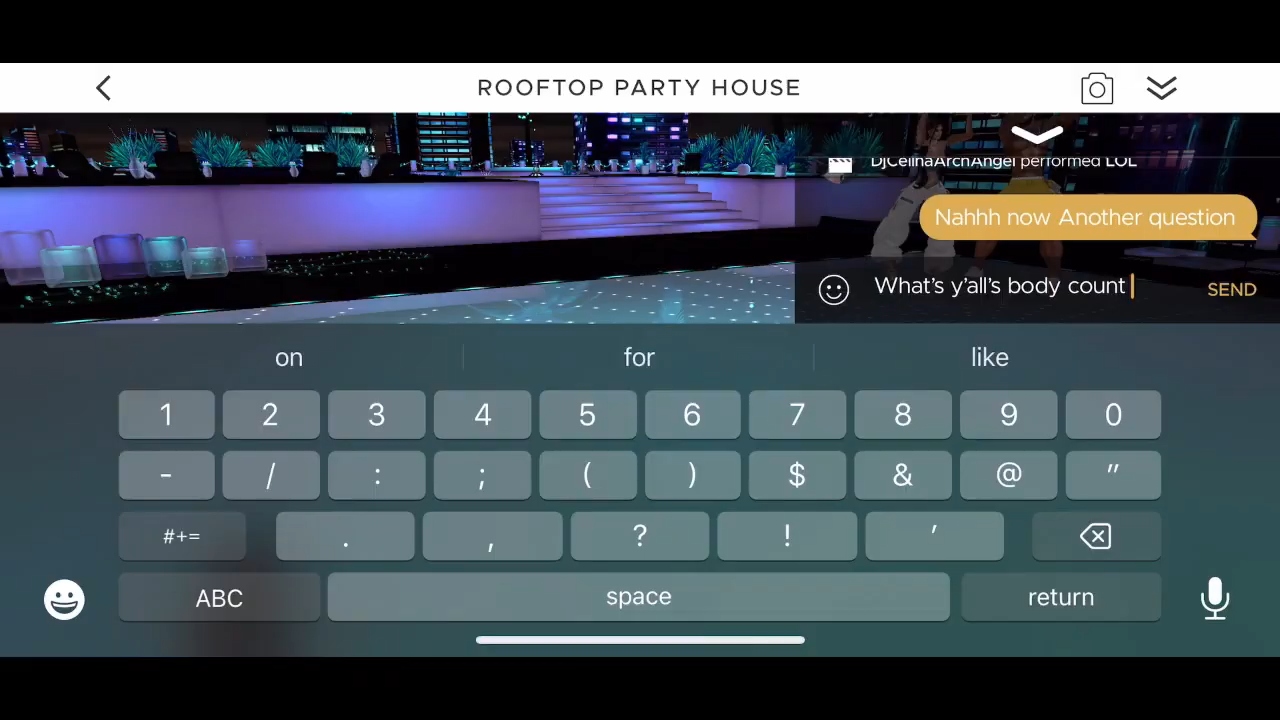 ROOFTOP PARTY HOUSE
DjCelinaArchAngel performed LOL
Nahhh now Another question
What's y'all's body count
SEND
on for like
1 2 3 4 5 6 7 8 9 0
- / : ; ( ) $ & @ "
#+= . , ? ! '
ABC space return